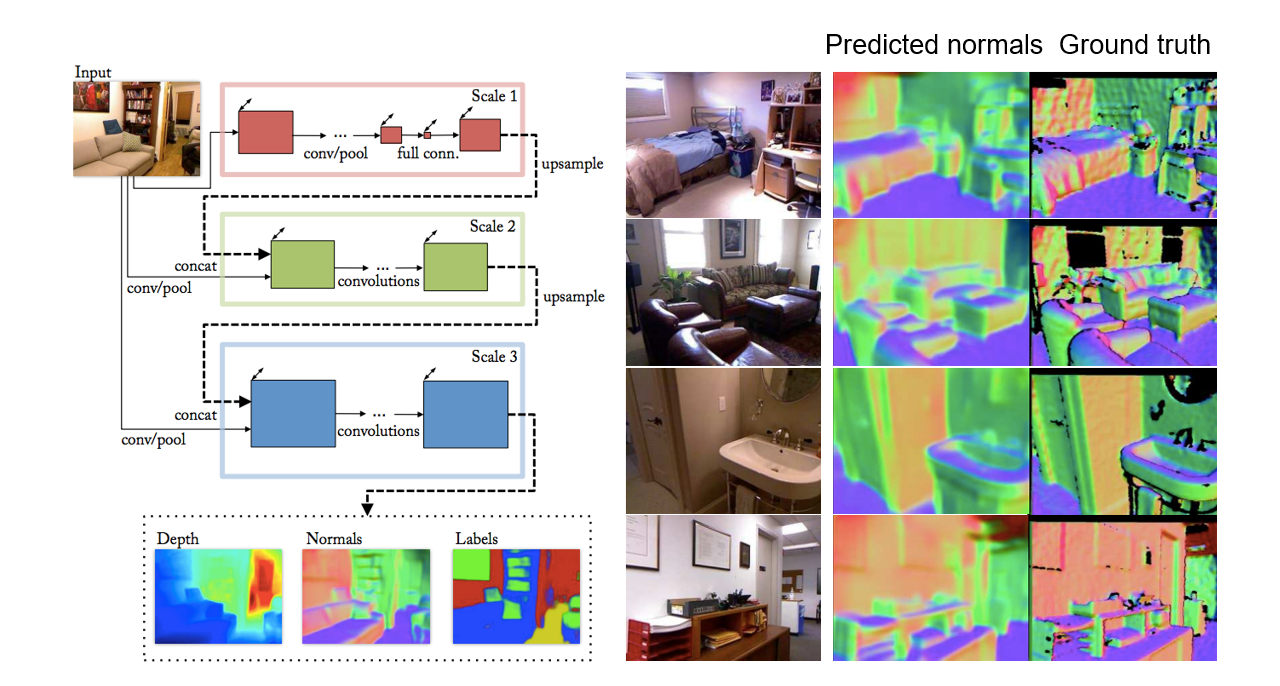 Predicted normals Ground truth
Input
Scale 1
conv/pool
full conn.
upsample
Scale 2
concat
convolutions
conv/pool
upsample
Scale 3
concat
convolutions
conv/pool
Depth
Normals
Labels